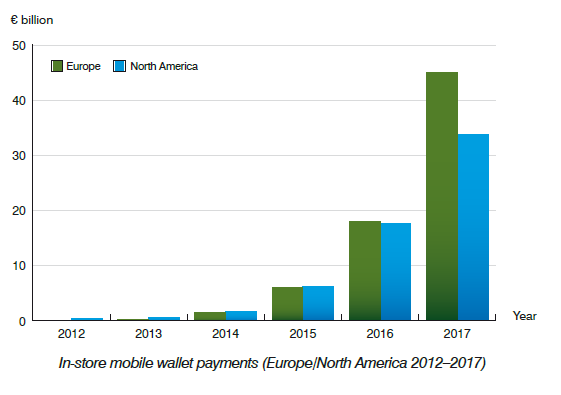 € billion
50
Europe North America
40
30
20
10
0
2012 2013 2014 2015 2016 2017 Year
In-store mobile wallet payments (Europe/North America 2012–2017)